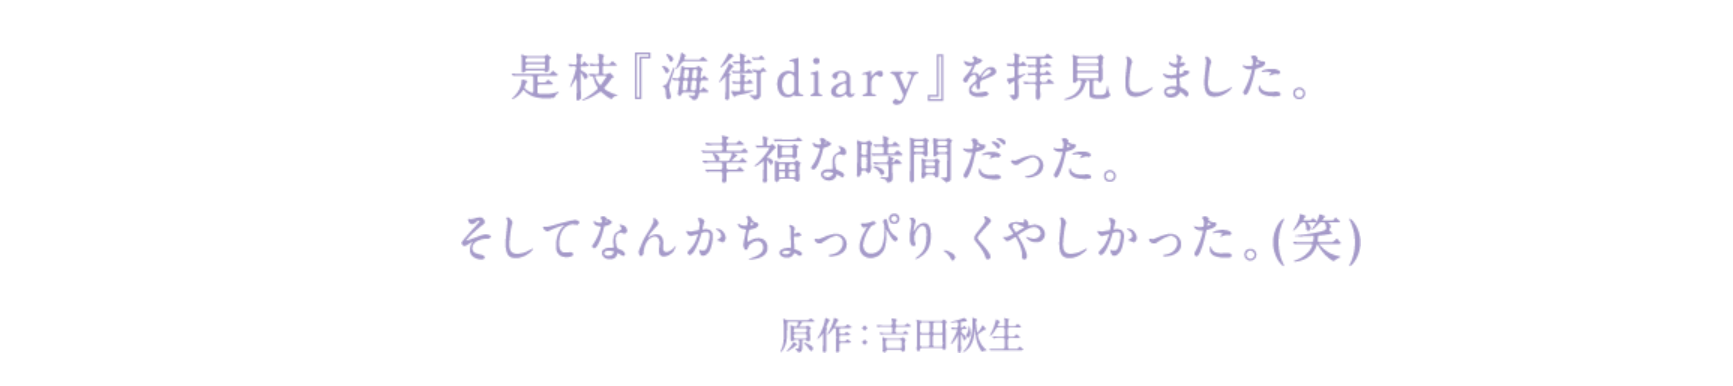 是枝『海街diary』を拝見しました。
幸福な時間だった。
そしてなんかちょっぴり、くやしかった。(笑)
原作：吉田秋生